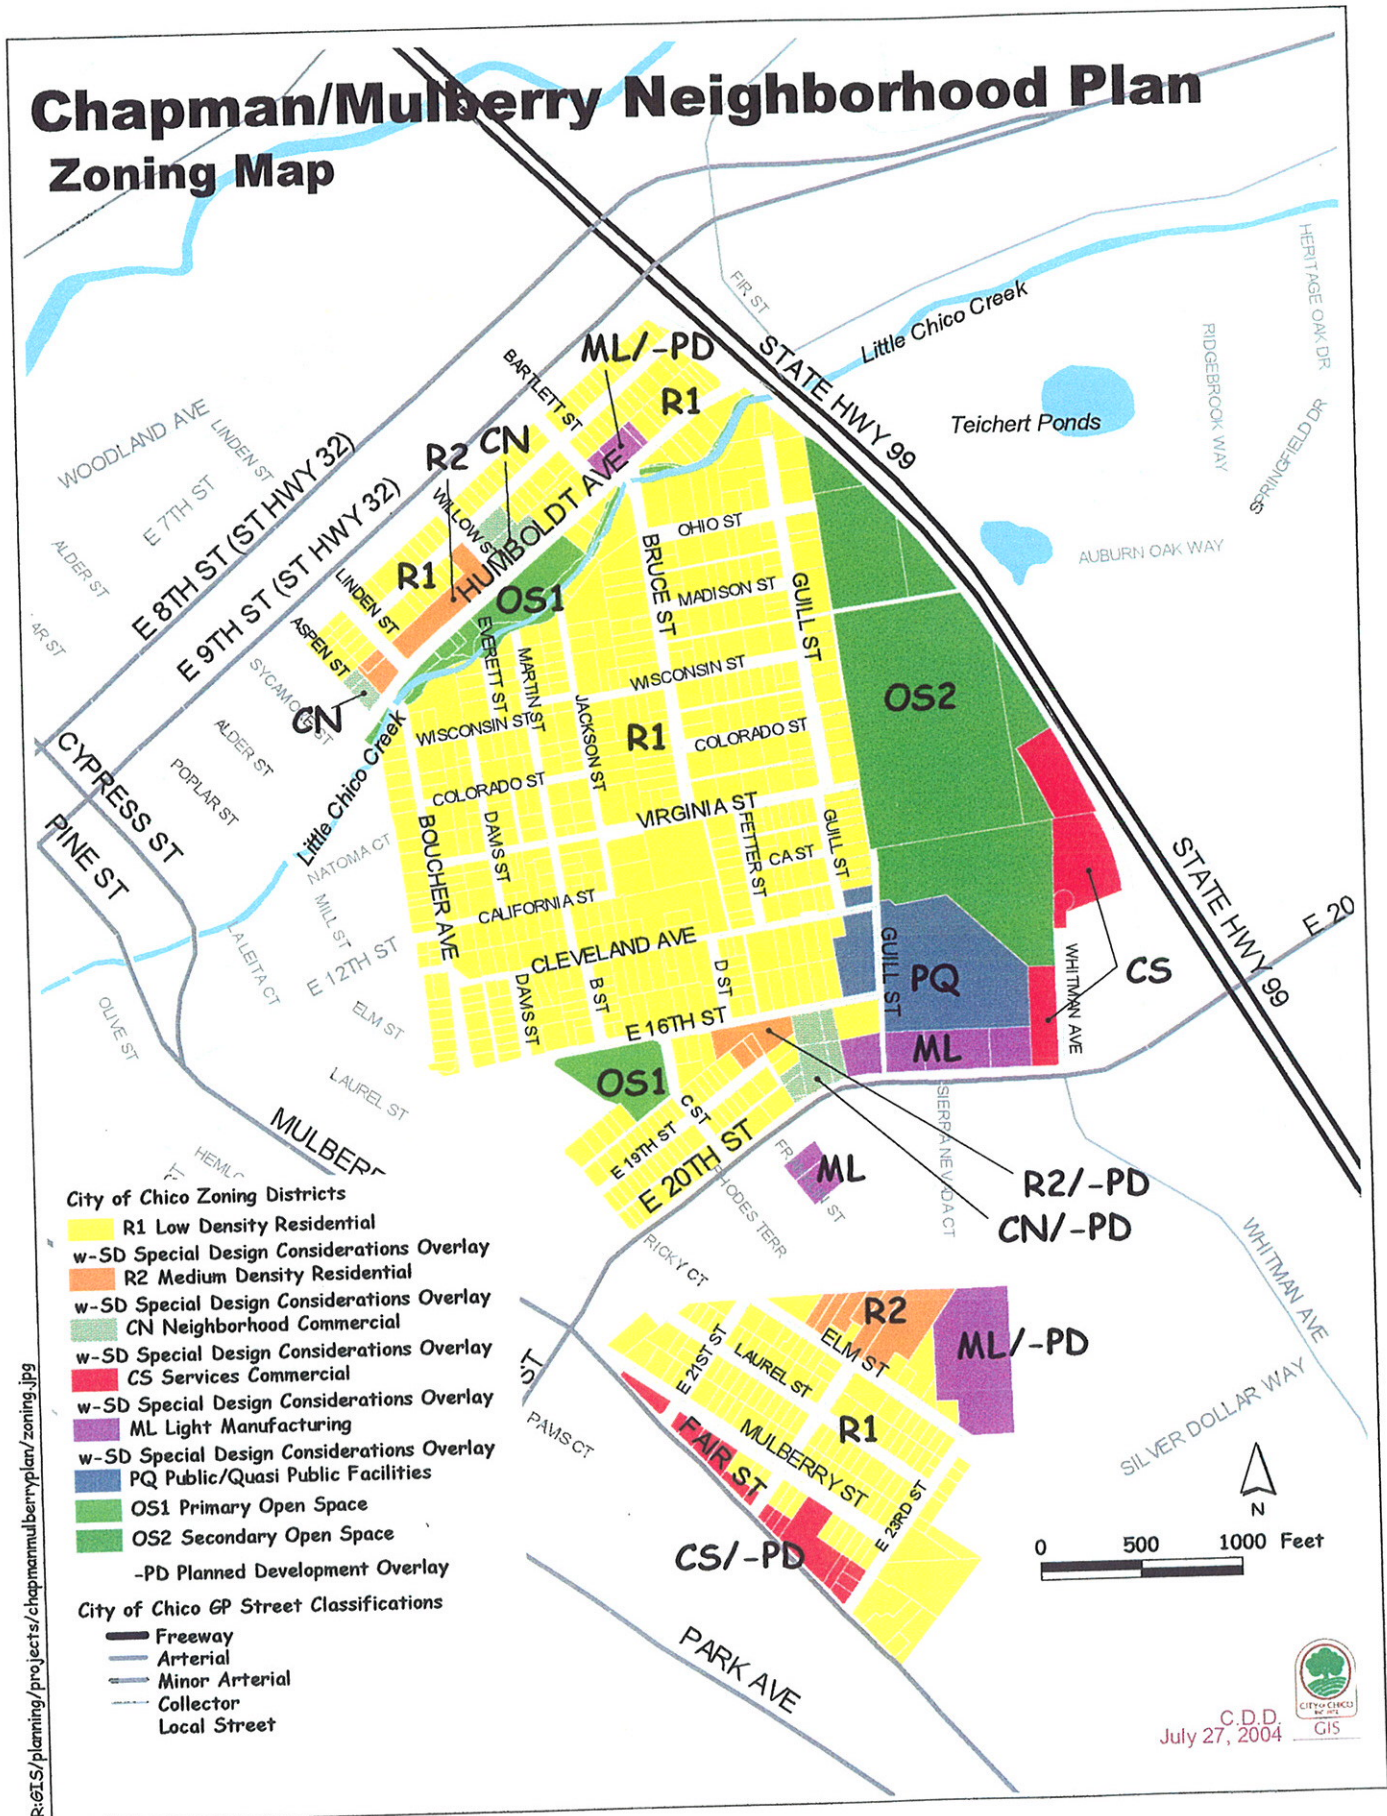 Chapman/Mulberry Neighborhood Plan
Zoning Map
FIR ST
Little Chico Creek
HERITAGE OAK DR
RIDGEBROOK WAY
SPRINGFIELD DR
STATE HWY 99
Teichert Ponds
AUBURN OAK WAY
ML/-PD
BARTLETT ST
R1
CN
R2
WOODLAND AVE
LINDEN ST
E 7TH ST
ALDER ST
E 8TH ST (ST HWY 32)
E 9TH ST (ST HWY 32)
WILLOW ST
HUMBOLDT AVE
R1
OS1
LINDEN ST
ASPEN ST
CN
AR ST
ALDER ST
POPLAR ST
OHIO ST
BRUCE ST
MADISON ST
GUILL ST
EVERETT ST
MARTIN ST
WISCONSIN ST
WISCONSIN ST
JACKSON ST
R1
COLORADO ST
COLORADO ST
OS2
CYPRESS ST
PINE ST
Little Chico Creek
NATOMA CT
MILL ST
E 12TH ST
ELM ST
OLIVE ST
LAUREL ST
BOUCHER AVE
DAVIS ST
VIRGINIA ST
FETTER ST
CA ST
GUILL ST
CALIFORNIA ST
CLEVELAND AVE
DAVIS ST
B ST
D ST
E 16TH ST
GUILL ST
PQ
ML
CS
WHITMAN AVE
STATE HWY 99
E 20
OS1
C ST
E 19TH ST
E 20TH ST
ML
SIERRA NEVADA CT
R2/-PD
CN/-PD
RICKY CT
WHITMAN AVE
SILVER DOLLAR WAY
R2
ELM ST
ML/-PD
E 21ST ST
LAUREL ST
R1
MULBERRY ST
FAIR ST
E 23RD ST
CS/-PD
PARK AVE
ST
City of Chico Zoning Districts
R1 Low Density Residential
w-SD Special Design Considerations Overlay
R2 Medium Density Residential
w-SD Special Design Considerations Overlay
CN Neighborhood Commercial
w-SD Special Design Considerations Overlay
CS Services Commercial
w-SD Special Design Considerations Overlay
ML Light Manufacturing
w-SD Special Design Considerations Overlay
PQ Public/Quasi Public Facilities
OS1 Primary Open Space
OS2 Secondary Open Space
-PD Planned Development Overlay
City of Chico GP Street Classifications
Freeway
Arterial
Minor Arterial
Collector
Local Street
N
0 500 1000 Feet
C.D.D.
July 27, 2004
CITY OF CHICO
GIS
R:GIS/planning/projects/chapmanmulberryplan/zoning.jpg